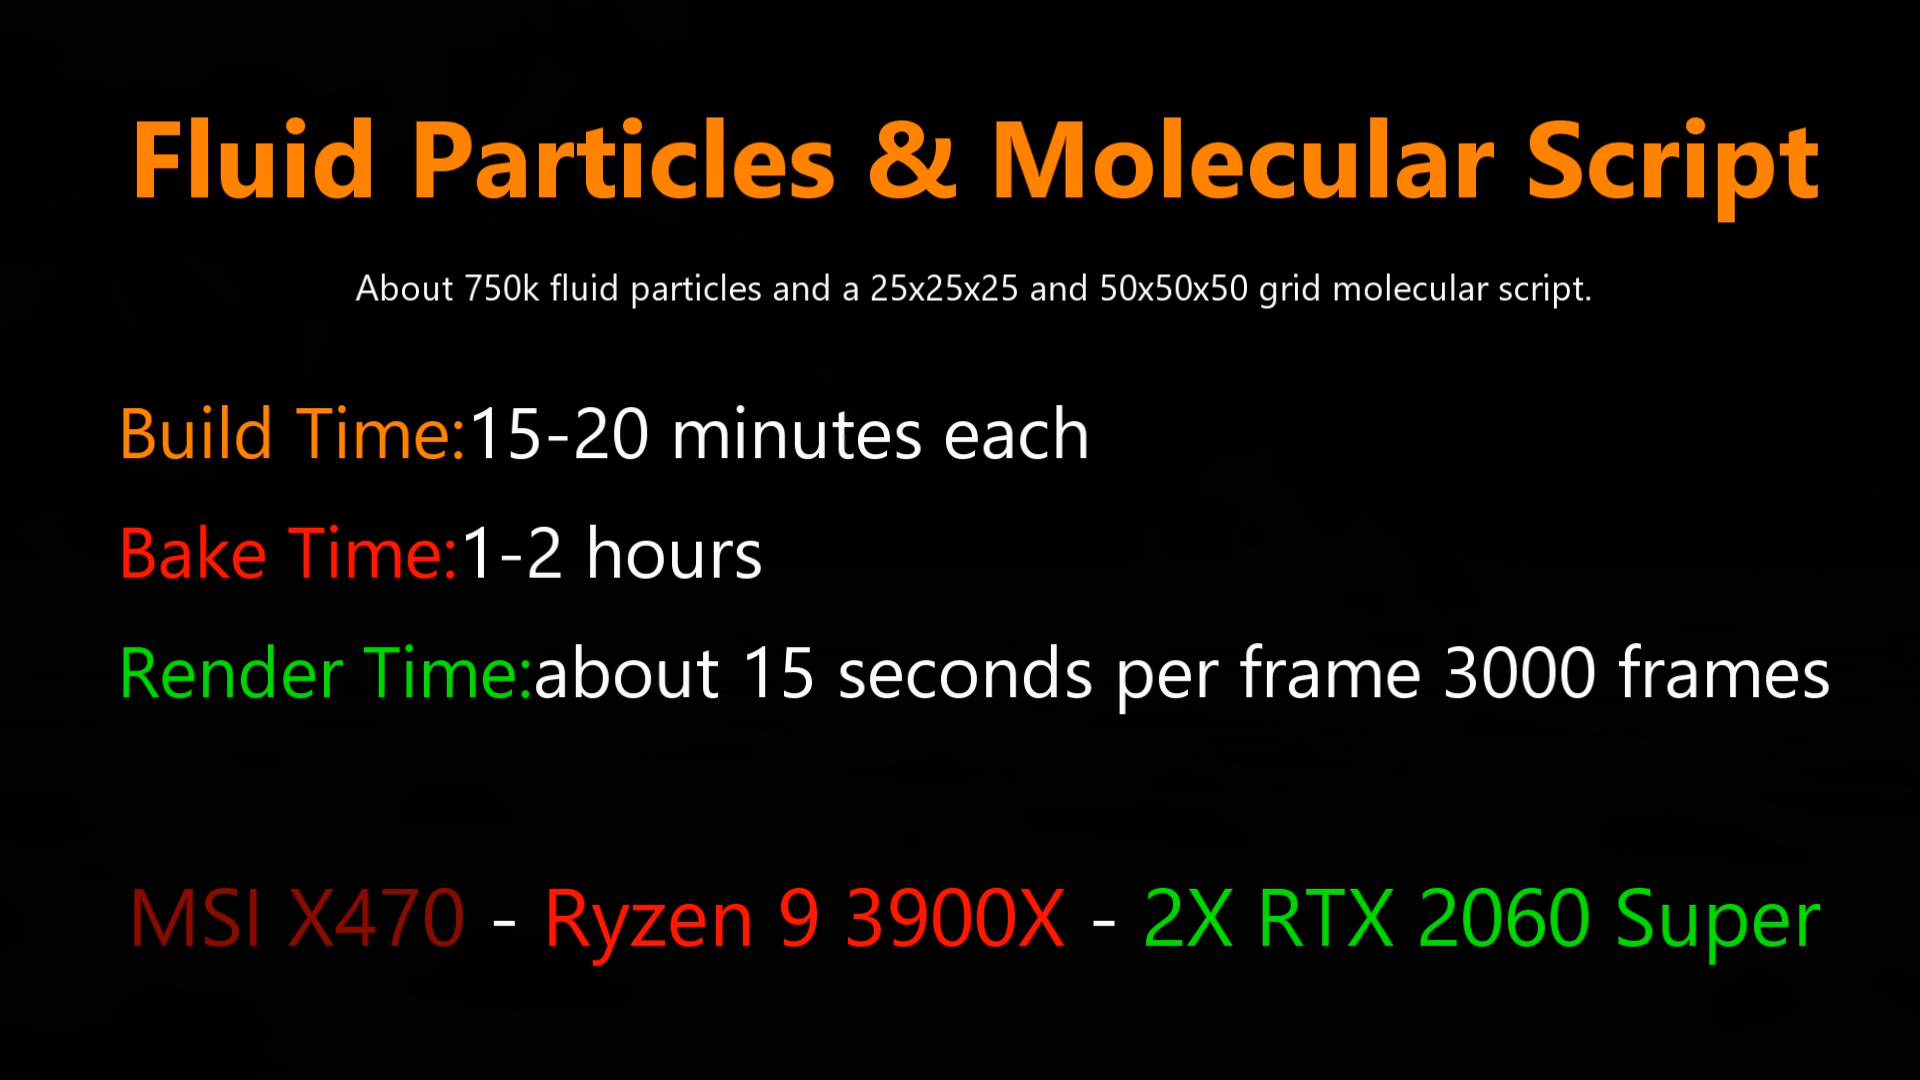 Fluid Particles & Molecular Script
About 750k fluid particles and a 25x25x25 and 50x50x50 grid molecular script.
Build Time:15-20 minutes each
Bake Time:1-2 hours
Render Time:about 15 seconds per frame 3000 frames
MSI X470 - Ryzen 9 3900X - 2X RTX 2060 Super